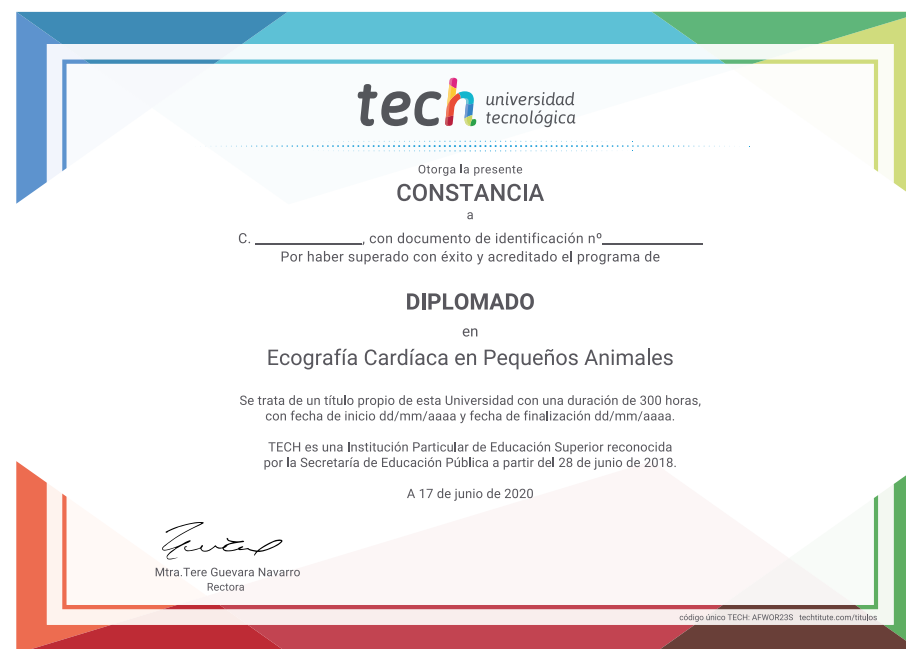 tech universidad
tecnológica
Otorga la presente
CONSTANCIA
a
C. ______________, con documento de identificación nº_____________
Por haber superado con éxito y acreditado el programa de
DIPLOMADO
en
Ecografía Cardíaca en Pequeños Animales
Se trata de un título propio de esta Universidad con una duración de 300 horas,
con fecha de inicio dd/mm/aaaa y fecha de finalización dd/mm/aaaa.
TECH es una Institución Particular de Educación Superior reconocida
por la Secretaría de Educación Pública a partir del 28 de junio de 2018.
A 17 de junio de 2020
Mtra.Tere Guevara Navarro
Rectora
código único TECH: AFWOR23S techtitute.com/titulos